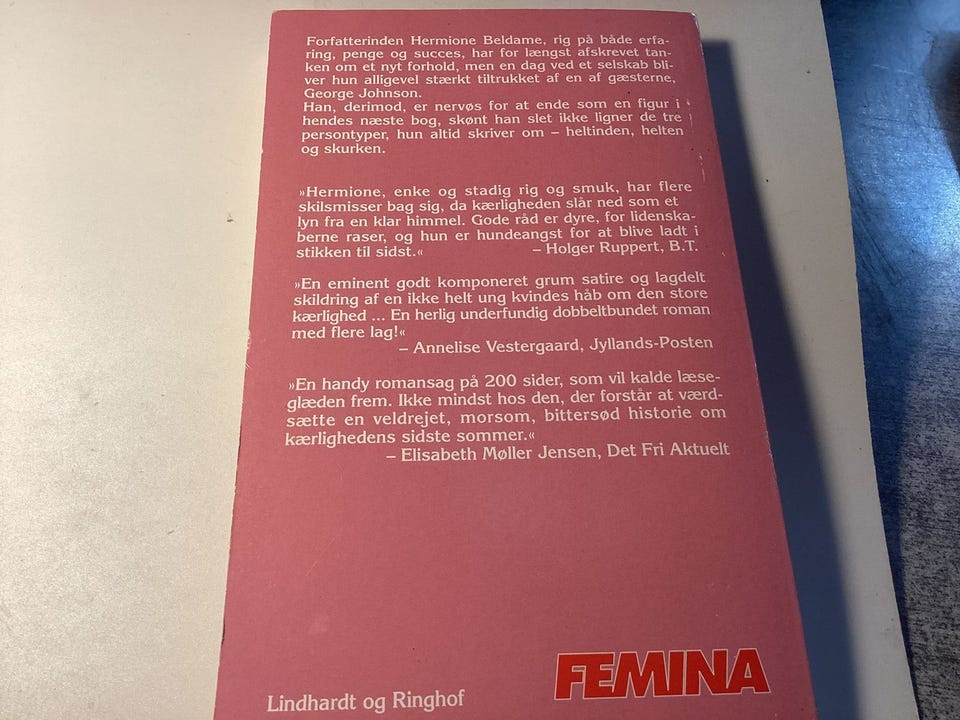 Forfatterinden Hermione Beldame, rig på både erfa-
ring, penge og succes, har for længst afskrevet tan-
ken om et nyt forhold, men en dag ved et selskab bli-
ver hun alligevel stærkt tiltrukket af en af gæsterne,
George Johnson.
Han, derimod, er nervøs for at ende som en figur i
hendes næste bog, skønt han slet ikke ligner de tre
persontyper, hun altid skriver om – heltinden, helten
og skurken.
»Hermione, enke og stadig rig og smuk, har flere
skilsmisser bag sig, da kærligheden slår ned som et
lyn fra en klar himmel. Gode råd er dyre, for lidenska-
berne raser, og hun er hundeangst for at blive ladt i
stikken til sidst.« – Holger Ruppert, B.T.
»En eminent godt komponeret grum satire og lagdelt
skildring af en ikke helt ung kvindes håb om den store
kærlighed ... En herlig underfundig dobbeltbundet roman
med flere lag!«
– Annelise Vestergaard, Jyllands-Posten
»En handy romansag på 200 sider, som vil kalde læse-
glæden frem. Ikke mindst hos den, der forstår at værd-
sætte en veldrejet, morsom, bittersød historie om
kærlighedens sidste sommer.«
– Elisabeth Møller Jensen, Det Fri Aktuelt
Lindhardt og Ringhof
FEMINA